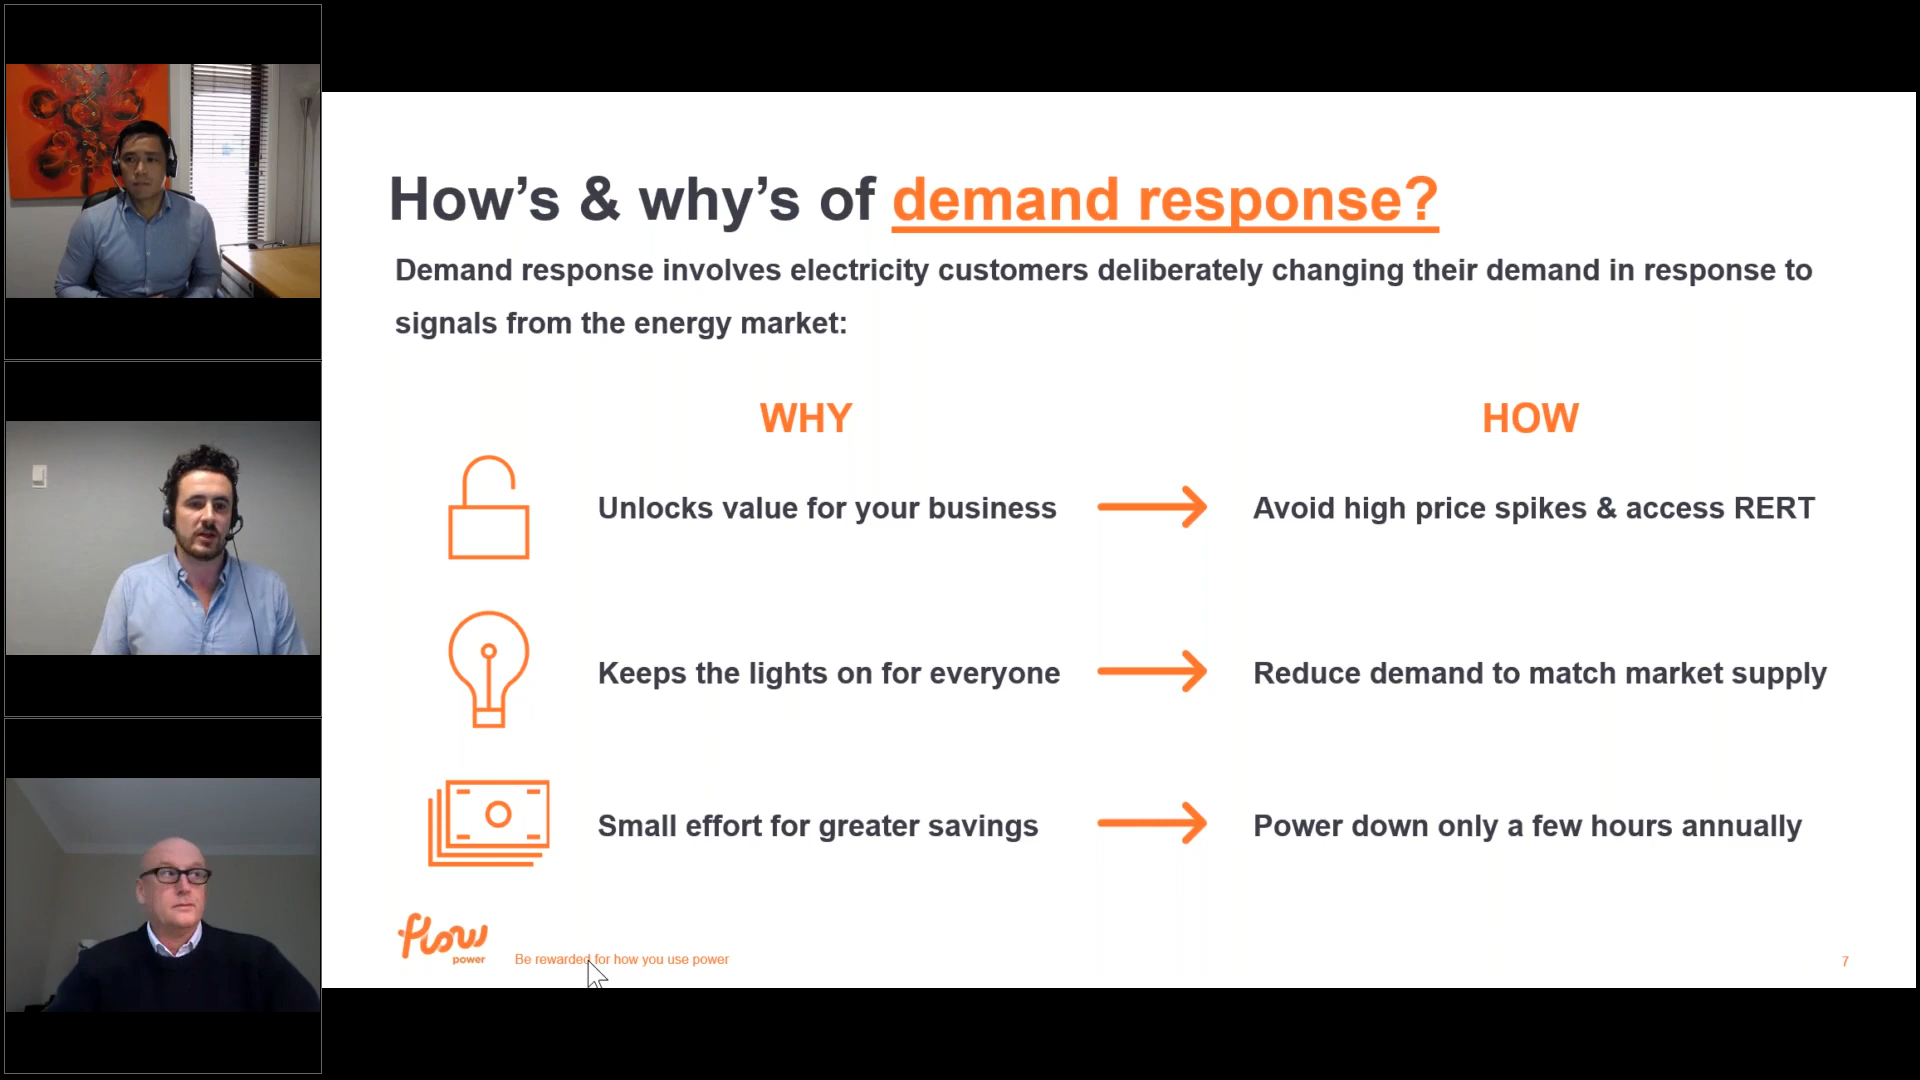 How’s & why’s of demand response?
Demand response involves electricity customers deliberately changing their demand in response to
signals from the energy market:
WHY
HOW
Unlocks value for your business
Avoid high price spikes & access RERT
Keeps the lights on for everyone
Reduce demand to match market supply
Small effort for greater savings
Power down only a few hours annually
flow
power
Be rewarded for how you use power
7